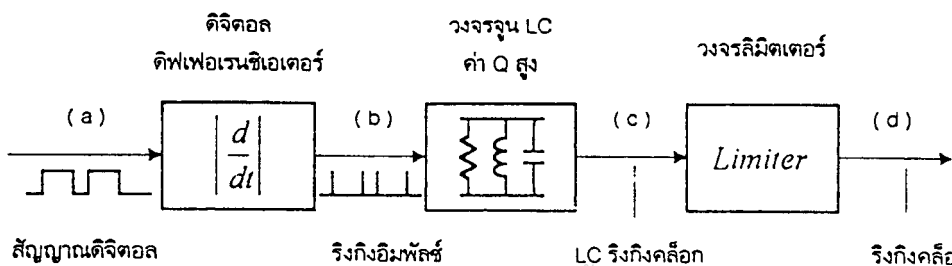 ดิจิตอล
ดิฟเฟอเรนชิเอเตอร์
วงจรจูน LC
ค่า Q สูง
วงจรลิมิตเตอร์
(a)
(b)
(c)
(d)
|d/dt|
Limiter
สัญญาณดิจิตอล
ริงกิงอิมพัลซ์
LC ริงกิงคล็อก
ริงกิงคล็อ